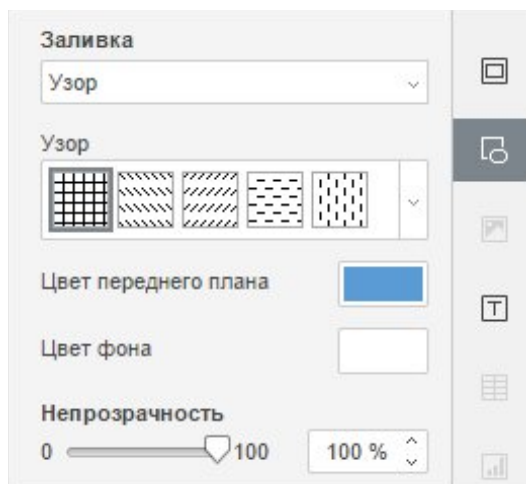 Заливка
Узор
Узор
Цвет переднего плана
Цвет фона
Непрозрачность
0 100 100 %